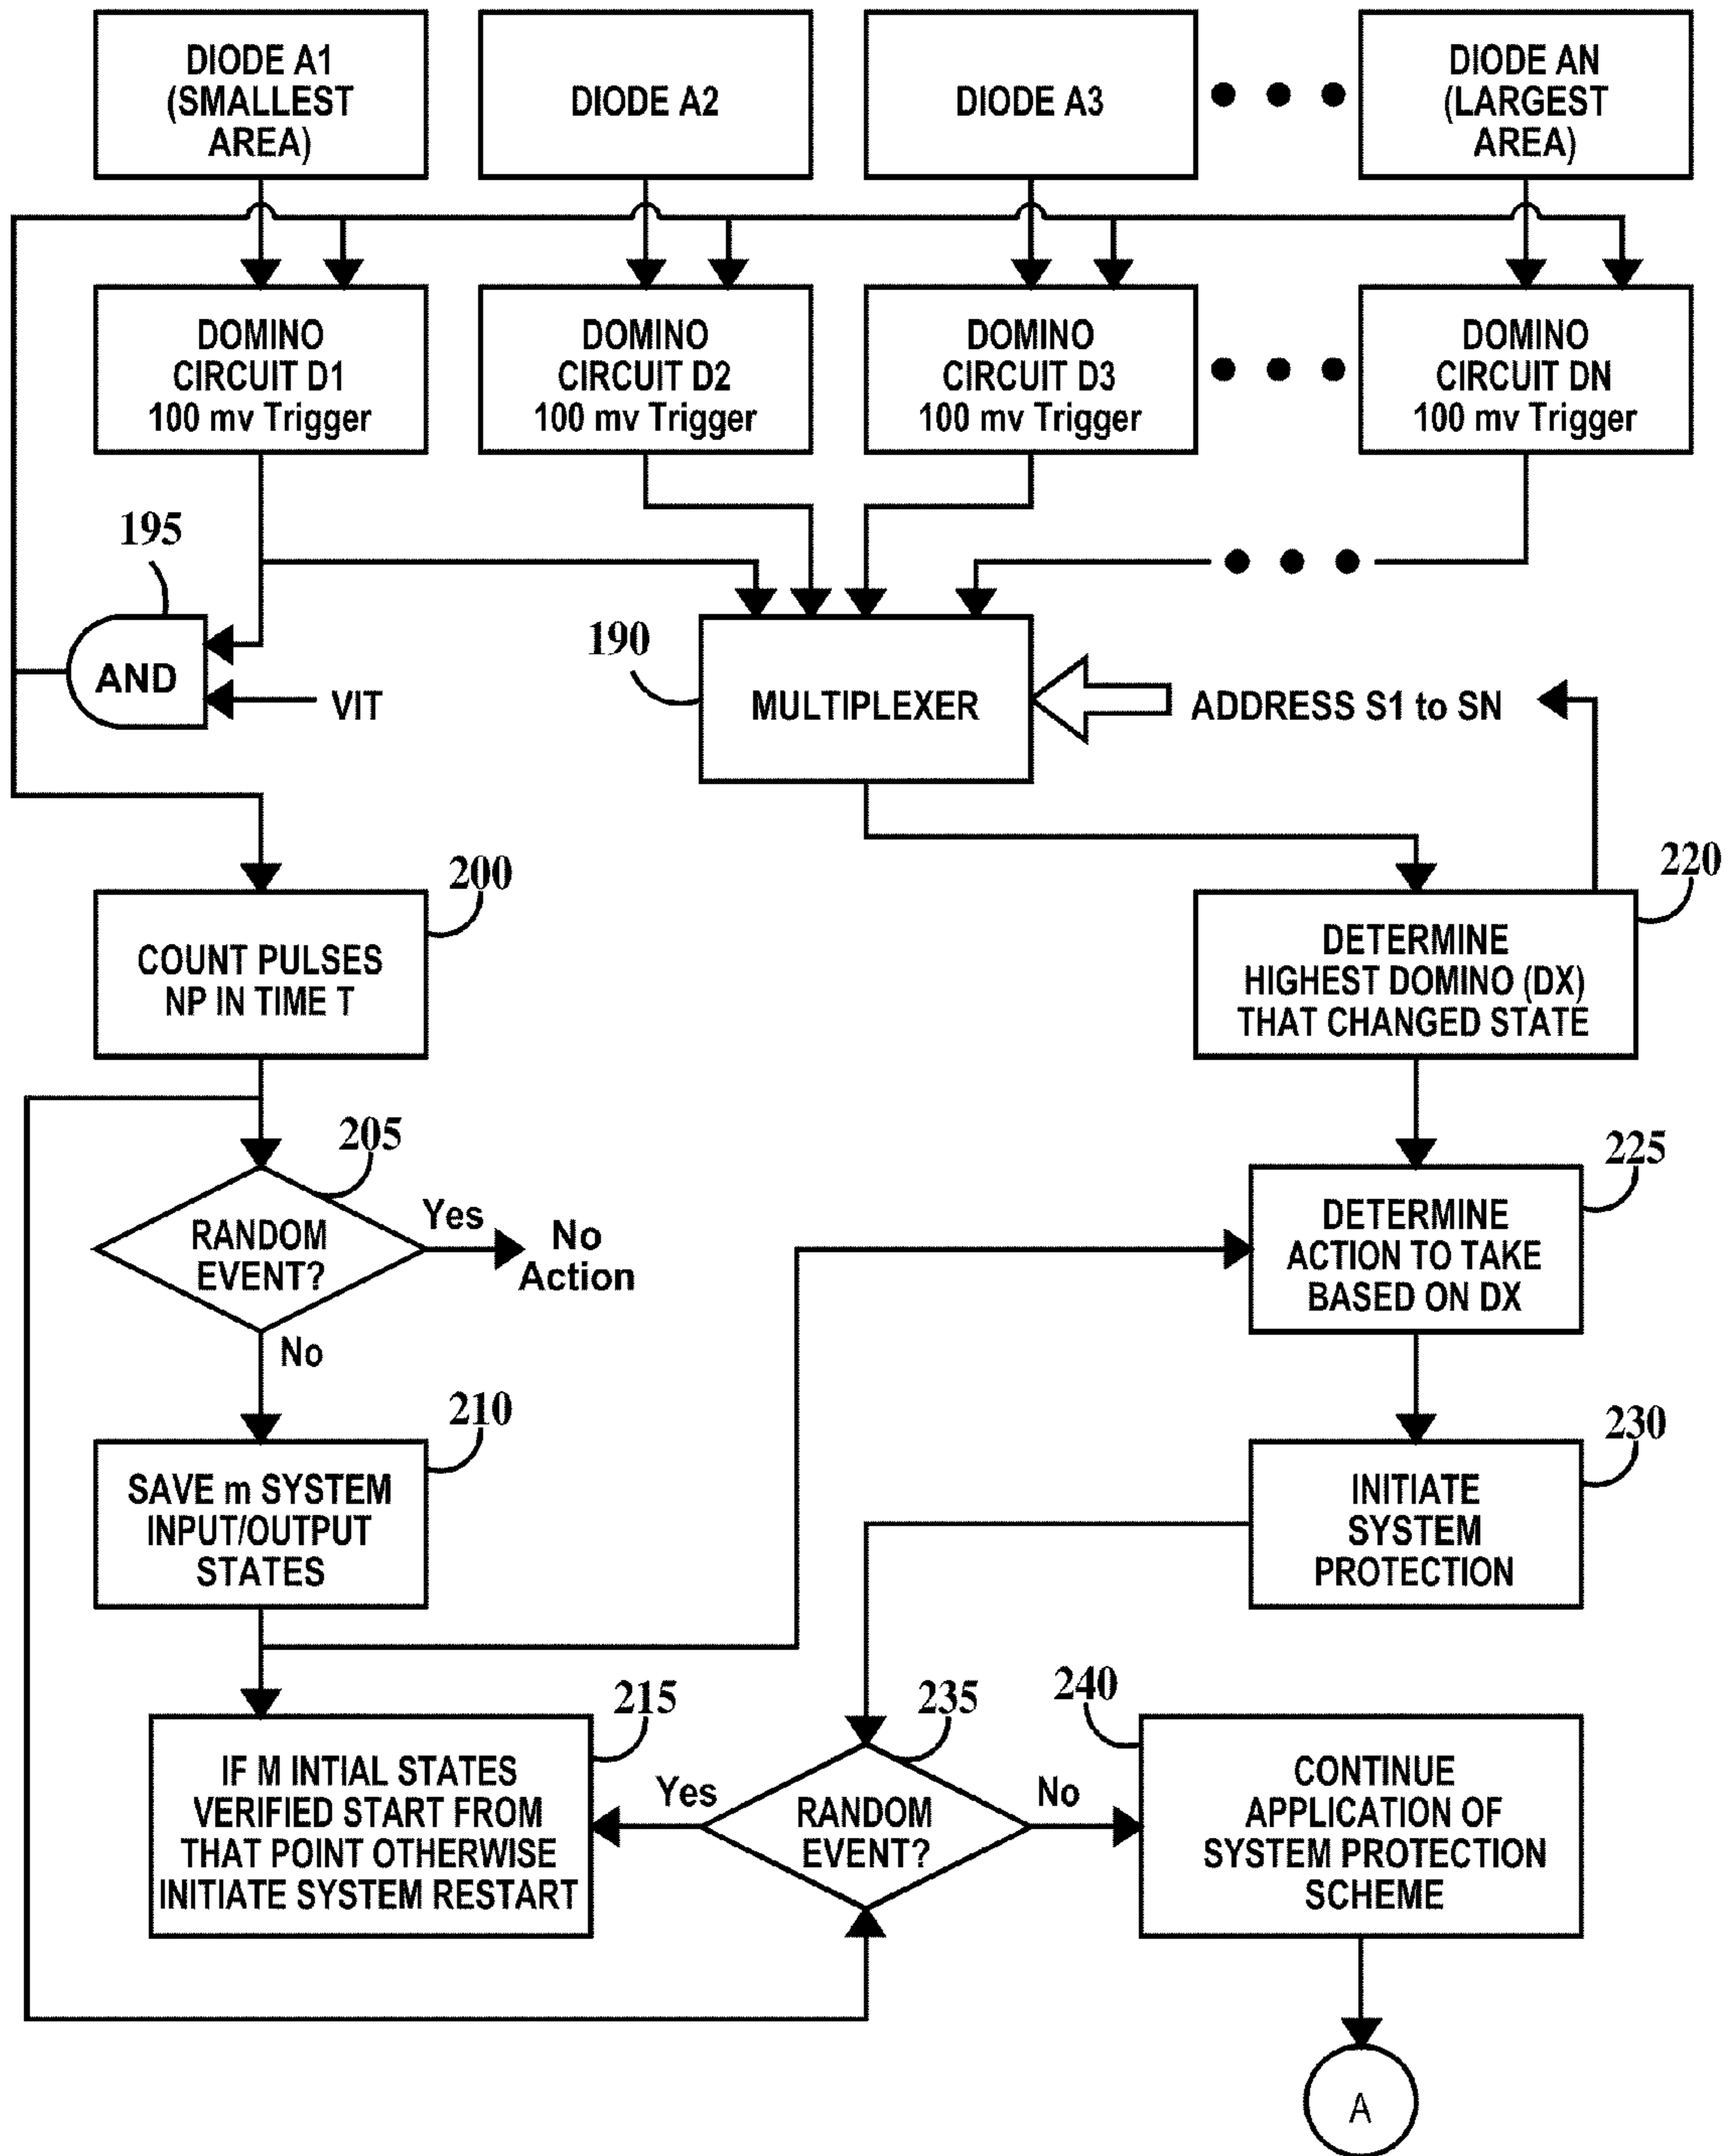 DIODE A1
(SMALLEST
AREA)
DIODE A2
DIODE A3
DIODE AN
(LARGEST
AREA)
DOMINO
CIRCUIT D1
100 mv Trigger
DOMINO
CIRCUIT D2
100 mv Trigger
DOMINO
CIRCUIT D3
100 mv Trigger
DOMINO
CIRCUIT DN
100 mv Trigger
195
AND
VIT
190
MULTIPLEXER
ADDRESS S1 to SN
200
COUNT PULSES
NP IN TIME T
220
DETERMINE
HIGHEST DOMINO (DX)
THAT CHANGED STATE
205
RANDOM
EVENT?
Yes
No
Action
No
225
DETERMINE
ACTION TO TAKE
BASED ON DX
210
SAVE m SYSTEM
INPUT/OUTPUT
STATES
230
INITIATE
SYSTEM
PROTECTION
215
IF M INTIAL STATES
VERIFIED START FROM
THAT POINT OTHERWISE
INITIATE SYSTEM RESTART
235
Yes
RANDOM
EVENT?
No
240
CONTINUE
APPLICATION OF
SYSTEM PROTECTION
SCHEME
A